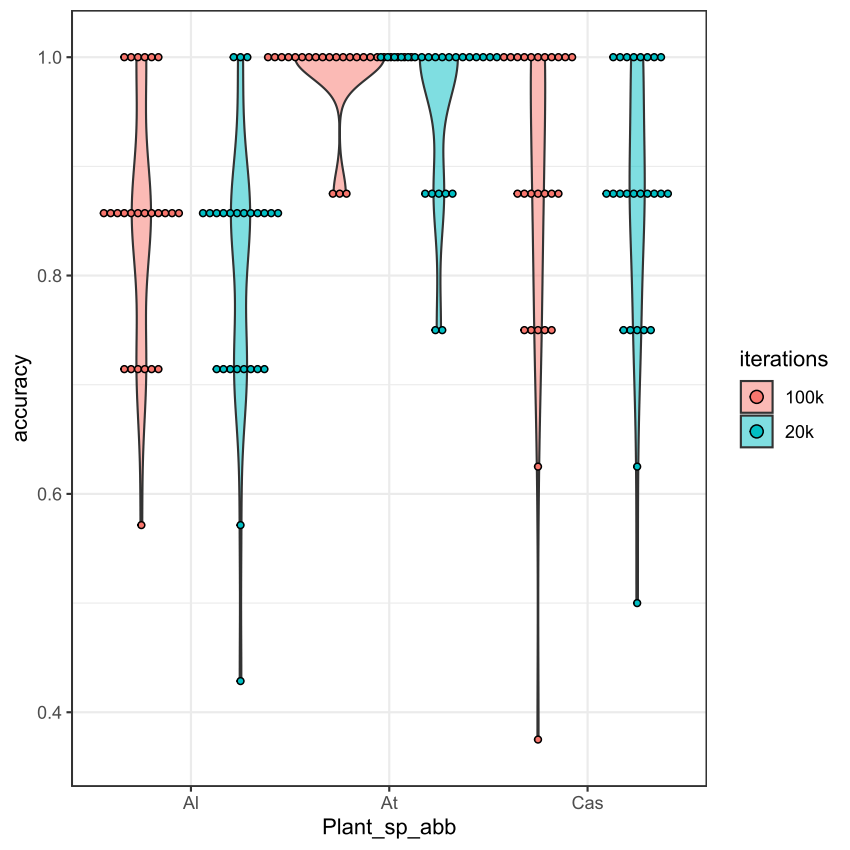 1.0
0.8
0.6
0.4
accuracy
Al
At
Cas
Plant_sp_abb
iterations
100k
20k